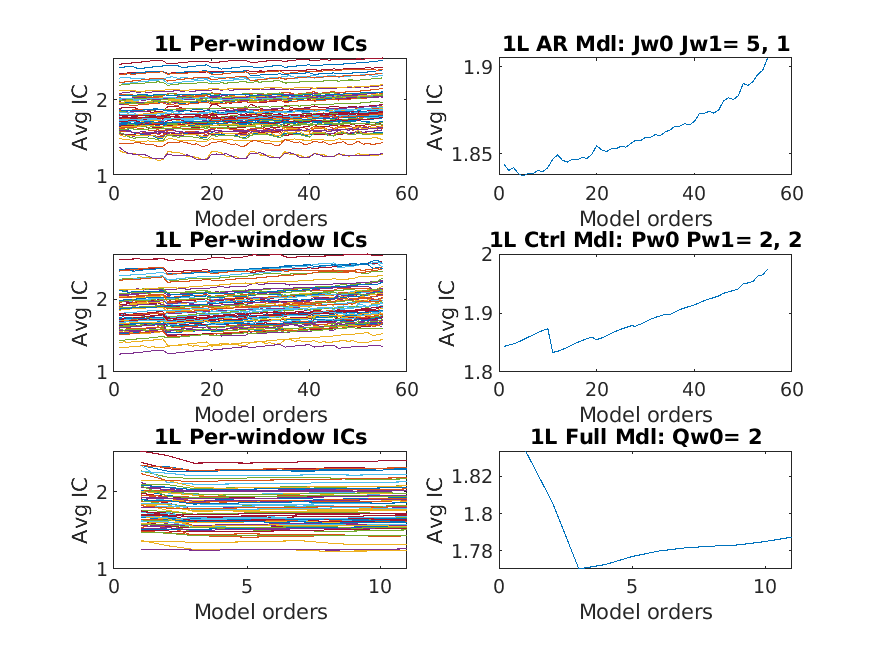 1L Per-window ICs
Avg IC
2
1
0
20
40
60
Model orders
1L AR Mdl: Jw0 Jw1= 5, 1
Avg IC
1.9
1.85
0
20
40
60
Model orders
1L Per-window ICs
Avg IC
2
1
0
20
40
60
Model orders
1L Ctrl Mdl: Pw0 Pw1= 2, 2
Avg IC
2
1.9
1.8
0
20
40
60
Model orders
1L Per-window ICs
Avg IC
2
1
0
5
10
Model orders
1L Full Mdl: Qw0= 2
Avg IC
1.82
1.8
1.78
0
5
10
Model orders